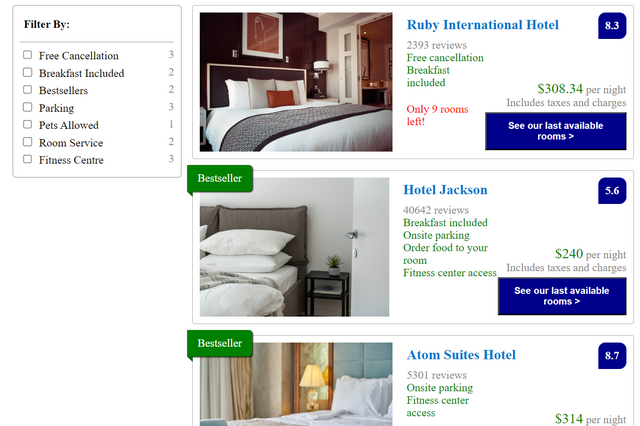 Filter By:
Free Cancellation 3
Breakfast Included 2
Bestsellers 2
Parking 3
Pets Allowed 1
Room Service 2
Fitness Centre 3
Ruby International Hotel
8.3
2393 reviews
Free cancellation
Breakfast
included
Only 9 rooms
left!
$308.34 per night
Includes taxes and charges
See our last available
rooms >
Bestseller
Hotel Jackson
5.6
40642 reviews
Breakfast included
Onsite parking
Order food to your
room
Fitness center access
$240 per night
Includes taxes and charges
See our last available
rooms >
Bestseller
Atom Suites Hotel
8.7
5301 reviews
Onsite parking
Fitness center
access
$314 per night